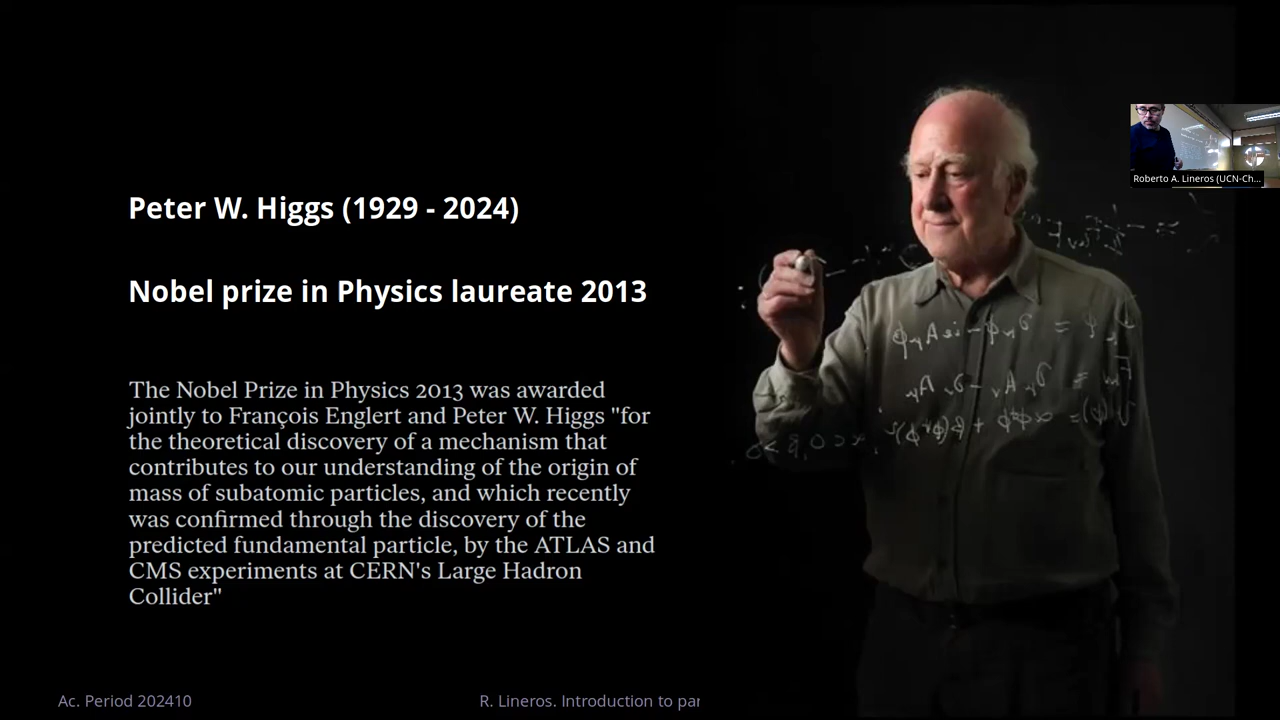 Peter W. Higgs (1929 - 2024)
Nobel prize in Physics laureate 2013
The Nobel Prize in Physics 2013 was awarded
jointly to François Englert and Peter W. Higgs "for
the theoretical discovery of a mechanism that
contributes to our understanding of the origin of
mass of subatomic particles, and which recently
was confirmed through the discovery of the
predicted fundamental particle, by the ATLAS and
CMS experiments at CERN's Large Hadron
Collider"
Roberto A. Lineros (UCN-Ch...
Ac. Period 202410
R. Lineros. Introduction to par